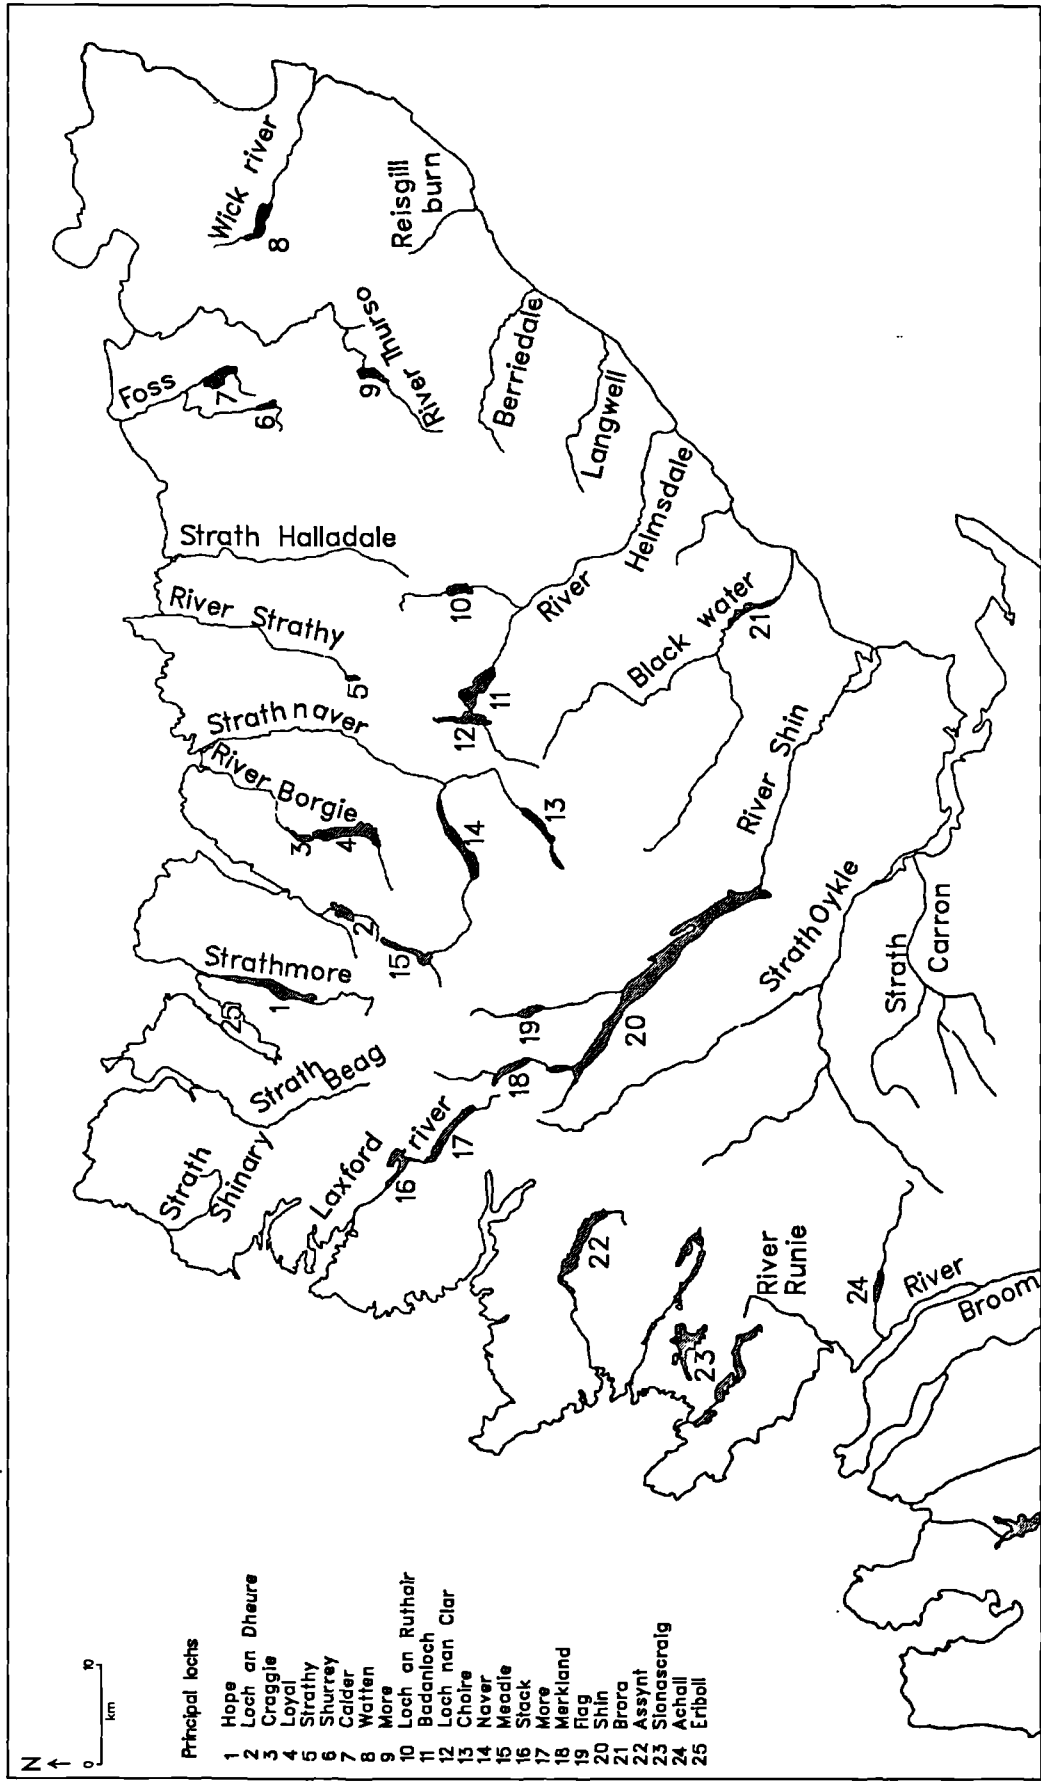 N
0 10
km
Principal lochs
1 Hope
2 Loch an Dheure
3 Craggie
4 Loyal
5 Strathy
6 Shurrey
7 Calder
8 Watten
9 More
10 Loch an Ruthair
11 Badanloch
12 Loch nan Clar
13 Choire
14 Naver
15 Meadie
16 Stack
17 More
18 Merkland
19 Fiag
20 Shin
21 Brora
22 Assynt
23 Sionascraig
24 Achall
25 Eriboll
Strath
Shinary
Strath
Beag
25
Strathmore
1
2
15
River Borgie
3
4
Strathnaver
14
13
River Strathy
5
Strath Halladale
10
11
12
Foss
7
6
9
River Thurso
Wick river
8
Reisgill
burn
Berriedale
Langwell
River
Helmsdale
Black water
21
River Shin
Laxford
river
16
17
18
19
20
22
23
Strath Oykle
Strath
Carron
River
Runie
24
River
Broom